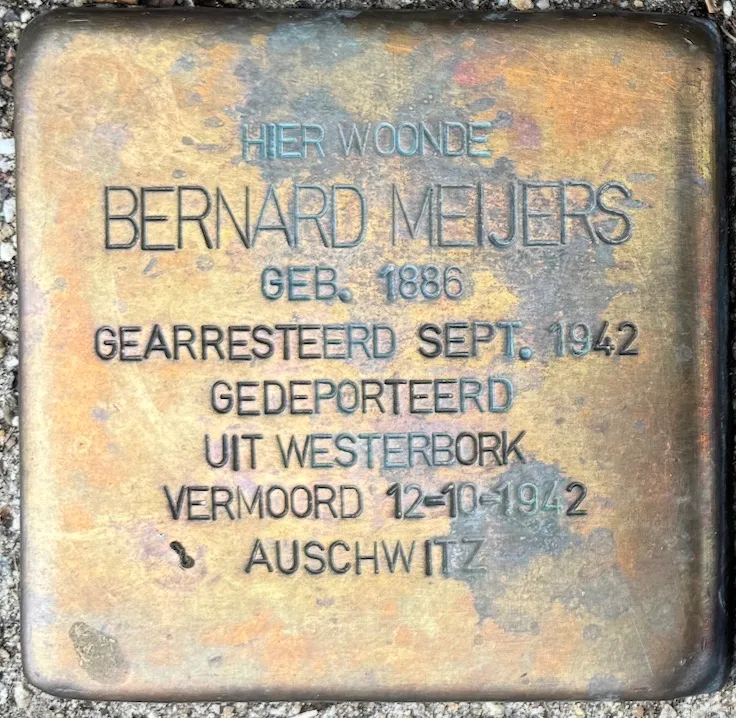 HIER WOONDE
BERNARD MEIJERS
GEB. 1886
GEARRESTEERD SEPT. 1942
GEDEPORTEERD
UIT WESTERBORK
VERMOORD 12-10-1942
AUSCHWITZ